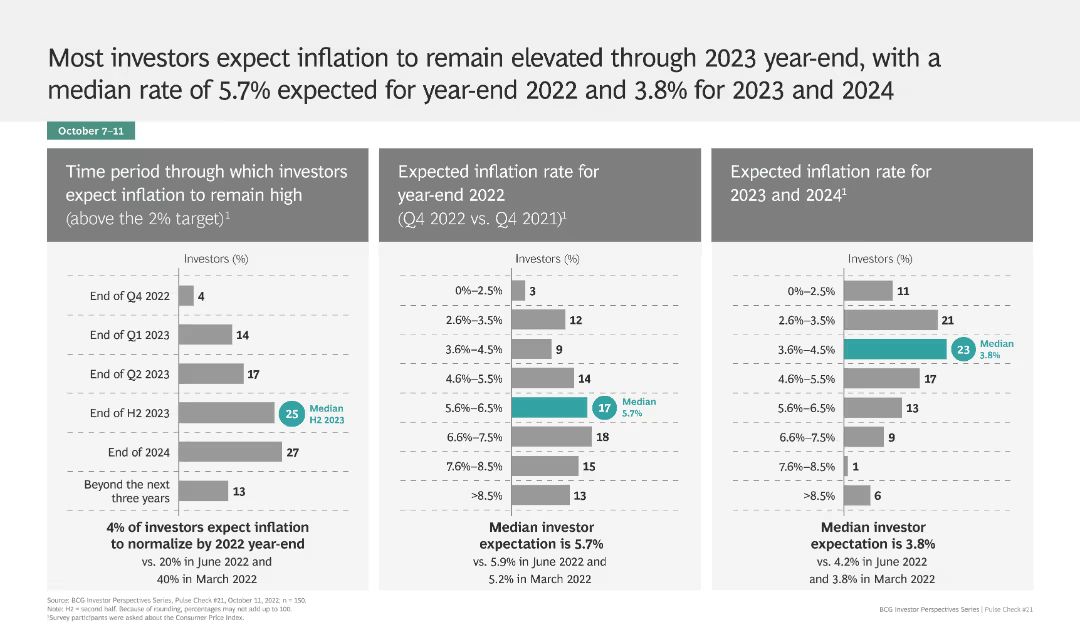 Most investors expect inflation to remain elevated through 2023 year-end, with a
median rate of 5.7% expected for year-end 2022 and 3.8% for 2023 and 2024
October 7–11
Time period through which investors
expect inflation to remain high
(above the 2% target)¹
Investors (%)
End of Q4 2022 4
End of Q1 2023 14
End of Q2 2023 17
End of H2 2023 25 Median
H2 2023
End of 2024 27
Beyond the next
three years 13
4% of investors expect inflation
to normalize by 2022 year-end
vs. 20% in June 2022 and
40% in March 2022
Expected inflation rate for
year-end 2022
(Q4 2022 vs. Q4 2021)¹
Investors (%)
0%–2.5% 3
2.6%–3.5% 12
3.6%–4.5% 9
4.6%–5.5% 14
5.6%–6.5% 17 Median
5.7%
6.6%–7.5% 18
7.6%–8.5% 15
>8.5% 13
Median investor
expectation is 5.7%
vs. 5.9% in June 2022 and
5.2% in March 2022
Expected inflation rate for
2023 and 2024¹
Investors (%)
0%–2.5% 11
2.6%–3.5% 21
3.6%–4.5% 23 Median
3.8%
4.6%–5.5% 17
5.6%–6.5% 13
6.6%–7.5% 9
7.6%–8.5% 1
>8.5% 6
Median investor
expectation is 3.8%
vs. 4.2% in June 2022
and 3.8% in March 2022
Source: BCG Investor Perspectives Series, Pulse Check #21, October 11, 2022; n = 150.
Note: H2 = second half. Because of rounding, percentages may not add up to 100.
¹Survey participants were asked about the Consumer Price Index.
BCG Investor Perspectives Series | Pulse Check #21